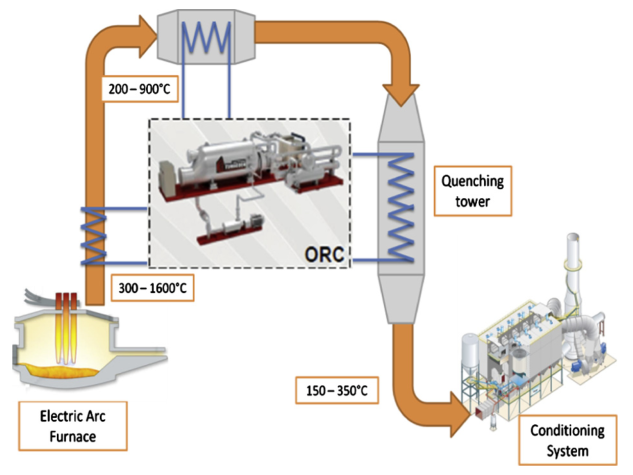 200 – 900°C
Quenching
tower
ORC
300 – 1600°C
150 – 350°C
Electric Arc
Furnace
Conditioning
System